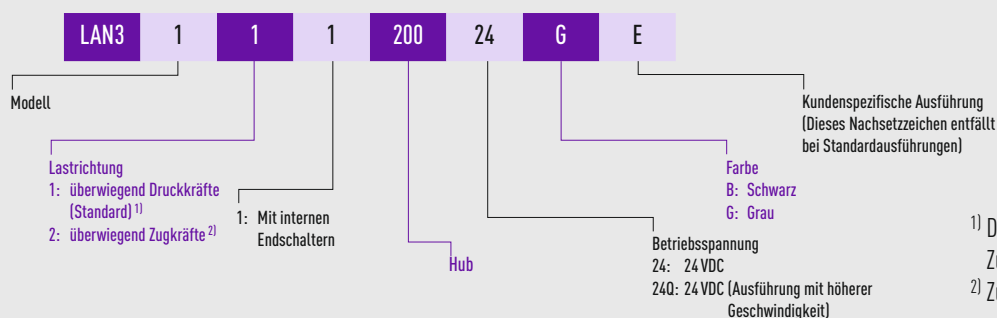 LAN3 1 1 1 200 24 G E
Modell
Lastrichtung
1: überwiegend Druckkräfte
(Standard) 1)
2: überwiegend Zugkräfte 2)
1: Mit internen
Endschaltern
Hub
Betriebsspannung
24: 24 VDC
24Q: 24 VDC (Ausführung mit höherer
Geschwindigkeit)
Farbe
B: Schwarz
G: Grau
Kundenspezifische Ausführung
(Dieses Nachsetzzeichen entfällt
bei Standardausführungen)
1)
2)